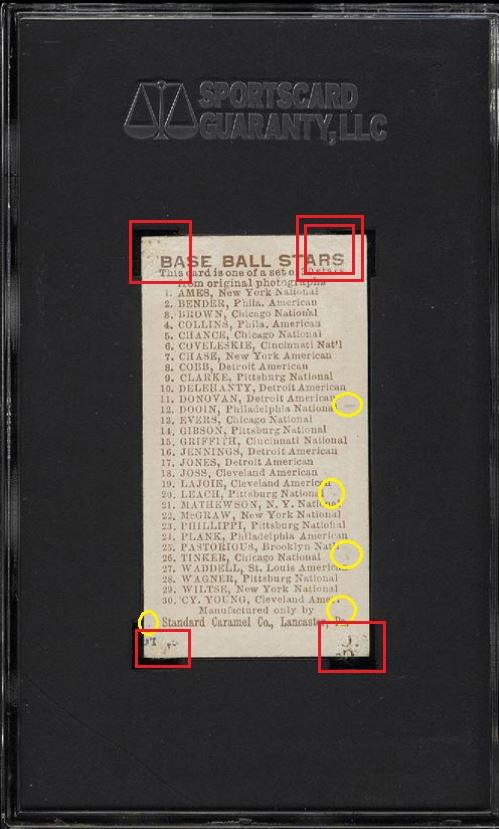 SPORTSCARD
GUARANTY, LLC
BASE BALL STARS
This card is one of a set of 30 stars
from original photographs
1. AMES, New York National
2. BENDER, Phila. American
3. BROWN, Chicago National
4. COLLINS, Phila. American
5. CHANCE, Chicago National
6. COVELESKIE, Cincinnati Nat'l
7. CHASE, New York American
8. COBB, Detroit American
9. CLARKE, Pittsburg National
10. DELEHANTY, Detroit American
11. DONOVAN, Detroit American
12. DOOIN, Philadelphia National
13. EVERS, Chicago National
14. GIBSON, Pittsburg National
15. GRIFFITH, Cincinnati National
16. JENNINGS, Detroit American
17. JONES, Detroit American
18. JOSS, Cleveland American
19. LAJOIE, Cleveland American
20. LEACH, Pittsburg National
21. MATHEWSON, N. Y. National
22. McGRAW, New York National
23. PHILLIPPI, Pittsburg National
24. PLANK, Philadelphia American
25. PASTORIOUS, Brooklyn Nat'l
26. TINKER, Chicago National
27. WADDELL, St. Louis American
28. WAGNER, Pittsburg National
29. WILTSE, New York National
30. 'CY. YOUNG, Cleveland Amer.
Manufactured only by
Standard Caramel Co., Lancaster, Pa.